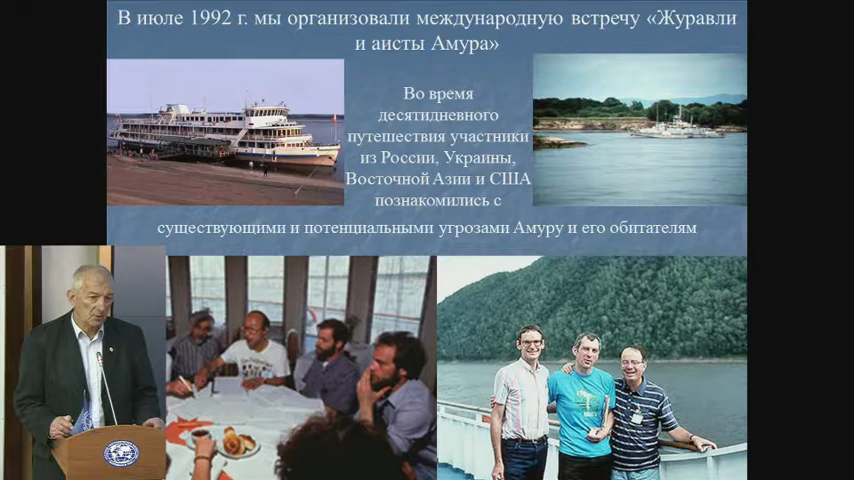 В июле 1992 г. мы организовали международную встречу «Журавли
и аисты Амура»
Во время
десятидневного
путешествия участники
из России, Украины,
Восточной Азии и США
познакомились с
существующими и потенциальными угрозами Амуру и его обитателям